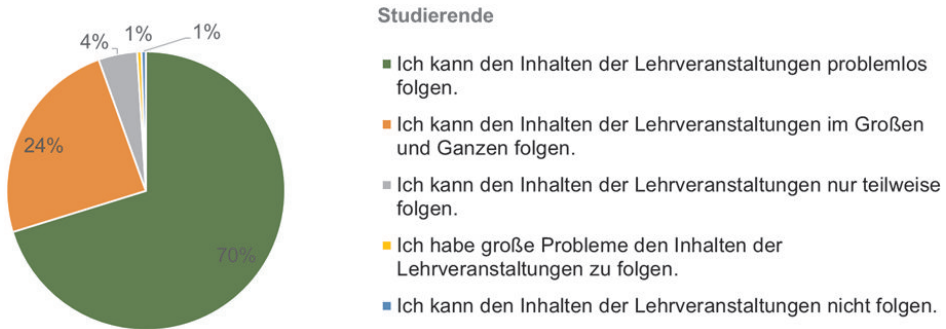 Studierende
4% 1% 1%
24%
70%
Ich kann den Inhalten der Lehrveranstaltungen problemlos
folgen.
Ich kann den Inhalten der Lehrveranstaltungen im Großen
und Ganzen folgen.
Ich kann den Inhalten der Lehrveranstaltungen nur teilweise
folgen.
Ich habe große Probleme den Inhalten der
Lehrveranstaltungen zu folgen.
Ich kann den Inhalten der Lehrveranstaltungen nicht folgen.